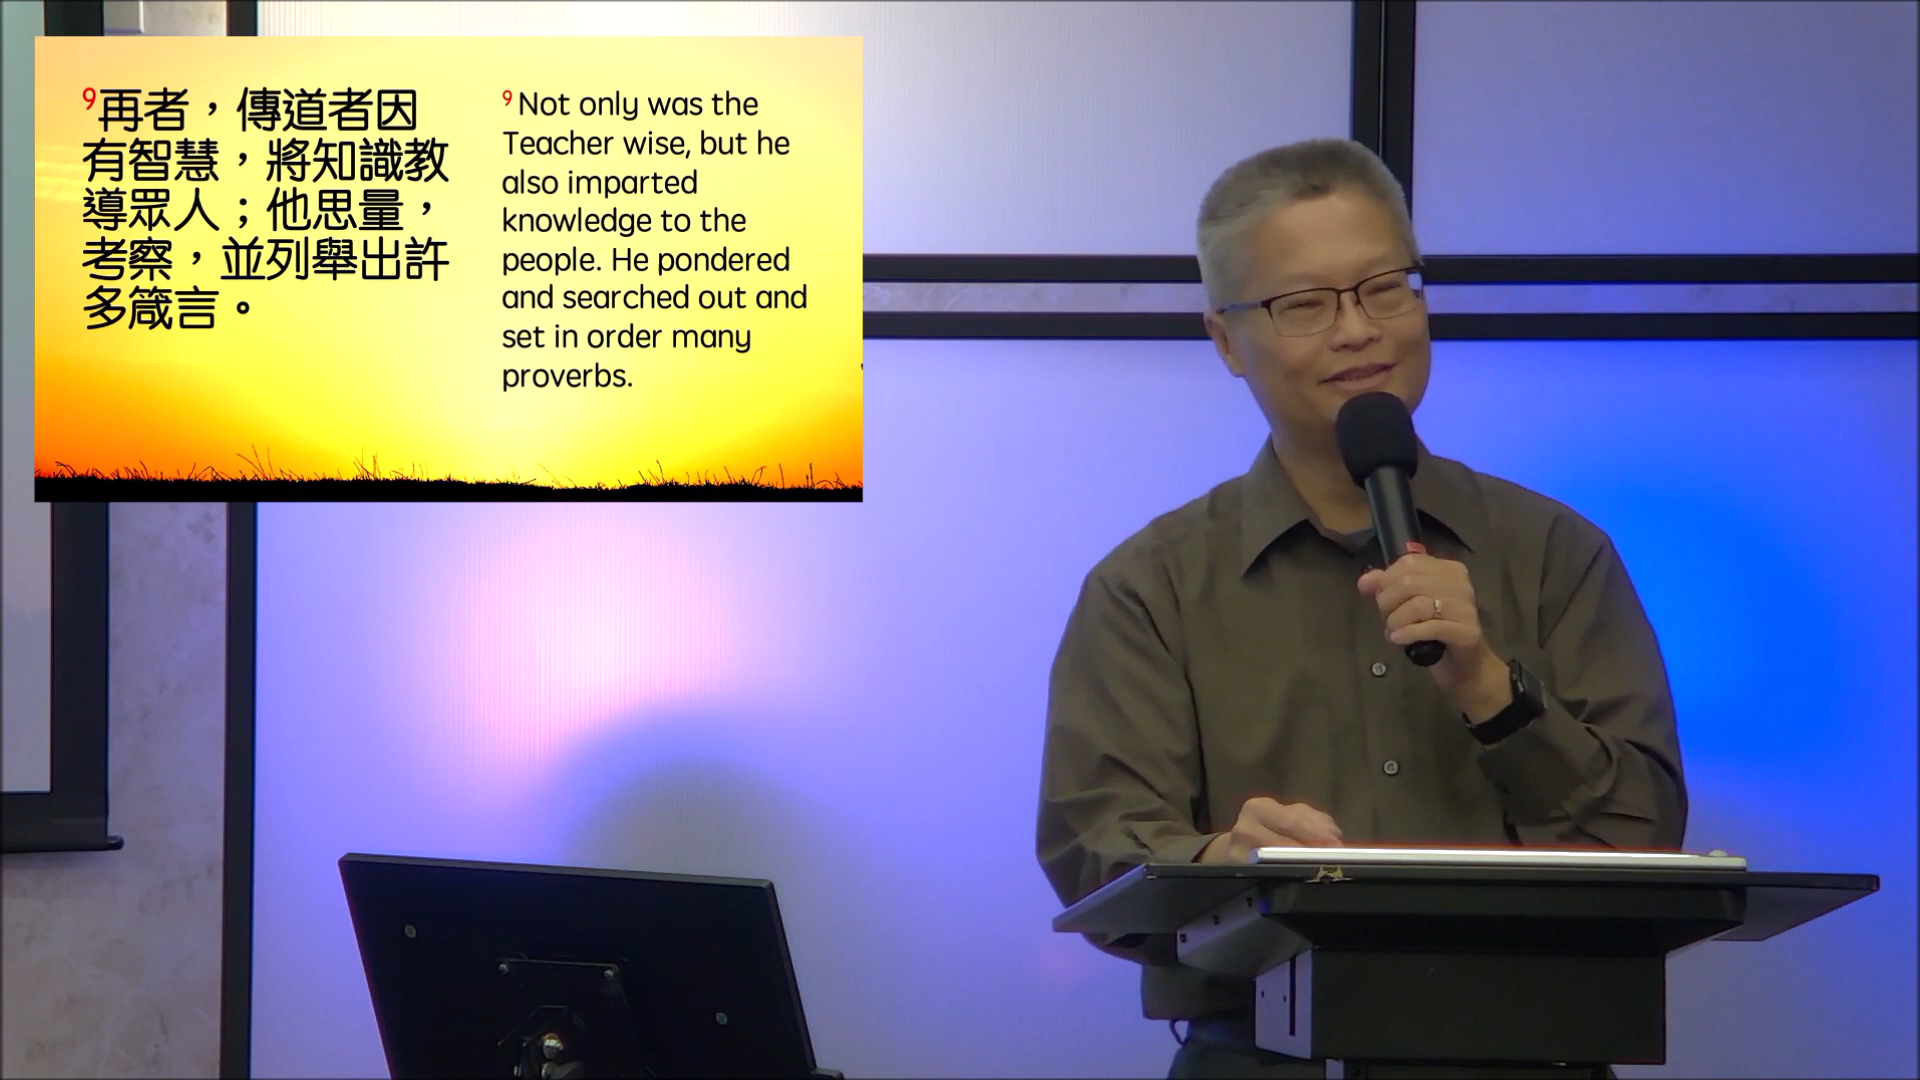 9再者，傳道者因
有智慧，將知識教
導眾人；他思量，
考察，並列舉出許
多箴言。
9 Not only was the
Teacher wise, but he
also imparted
knowledge to the
people. He pondered
and searched out and
set in order many
proverbs.